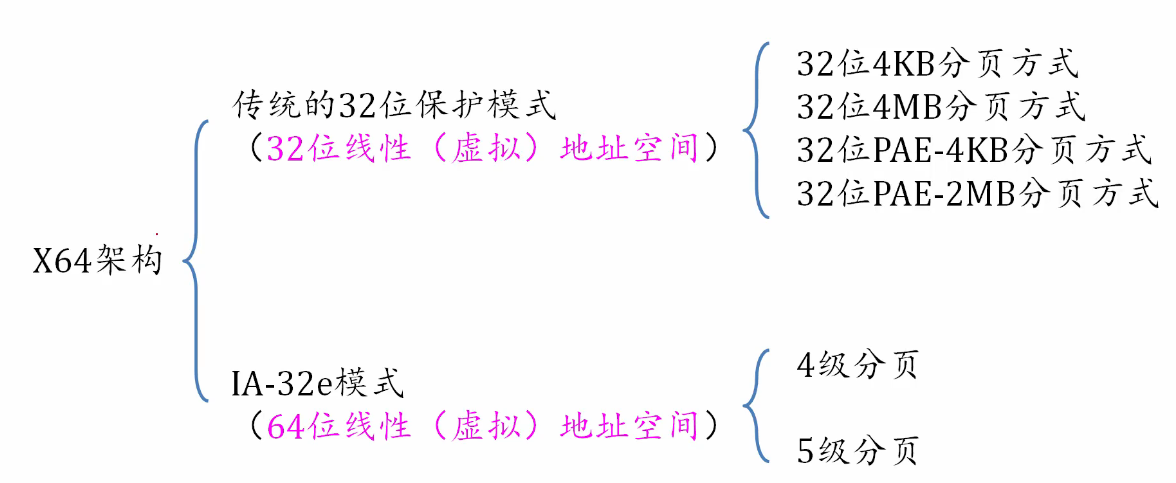 传统的32位保护模式
（32位线性（虚拟）地址空间）
32位4KB分页方式
32位4MB分页方式
32位PAE-4KB分页方式
32位PAE-2MB分页方式
X64架构
IA-32e模式
（64位线性（虚拟）地址空间）
4级分页
5级分页